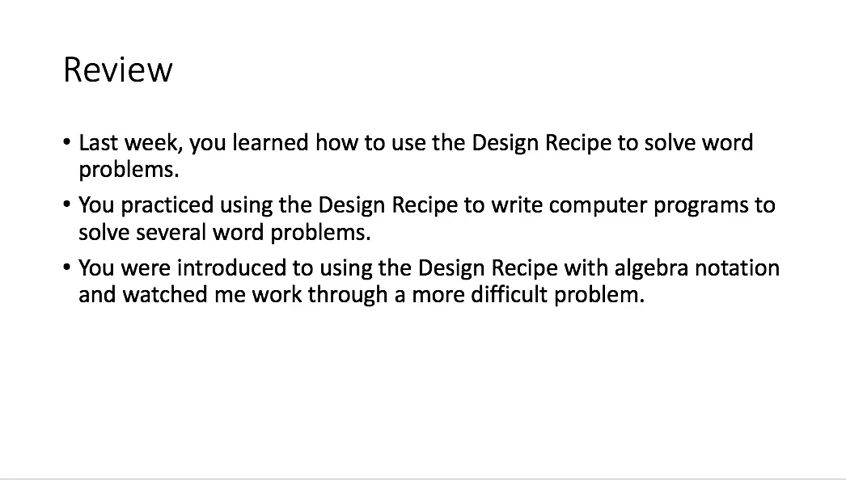 Review
• Last week, you learned how to use the Design Recipe to solve word
problems.
• You practiced using the Design Recipe to write computer programs to
solve several word problems.
• You were introduced to using the Design Recipe with algebra notation
and watched me work through a more difficult problem.